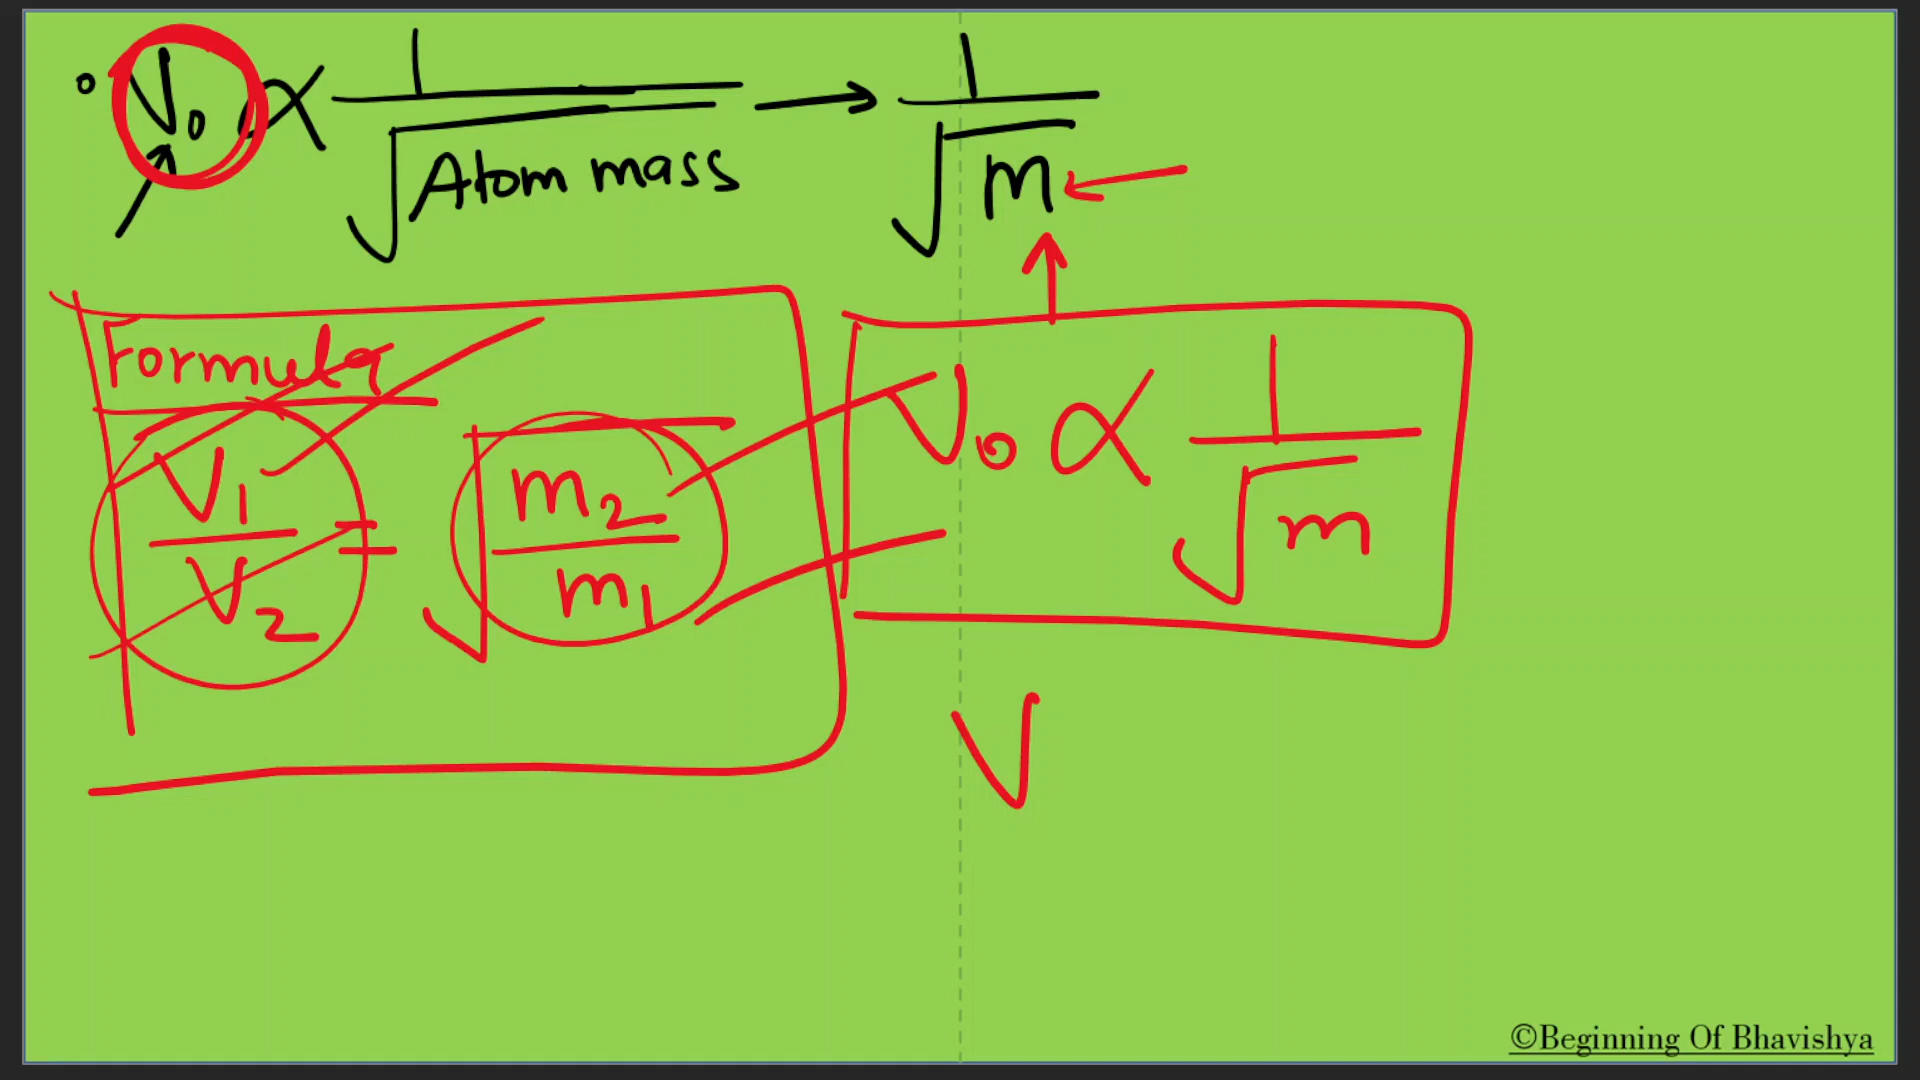 ° V₀ ∝ 1/√Atom mass → 1/√m
Formula
V₁/V₂ = √m₂/m₁
V₀ ∝ 1/√m
V
©Beginning Of Bhavishya